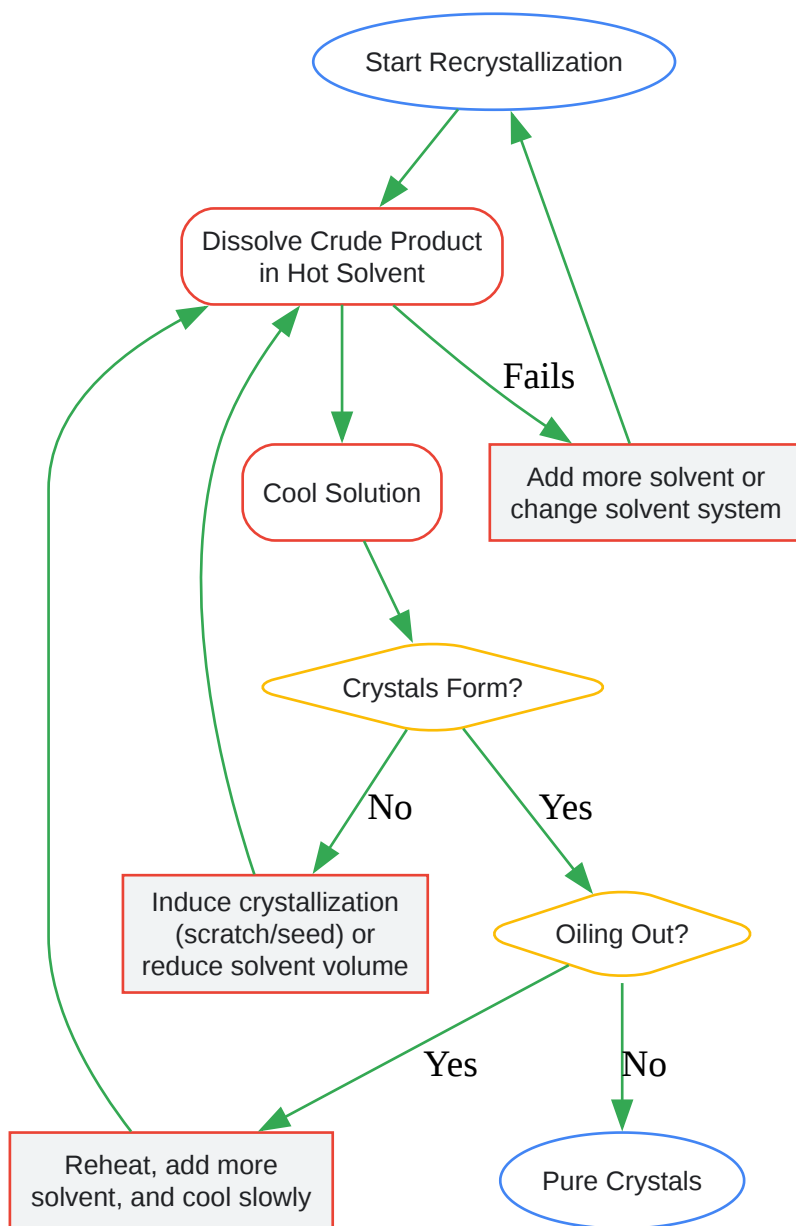 Start Recrystallization
Dissolve Crude Product
in Hot Solvent
Fails
Cool Solution
Add more solvent or
change solvent system
Crystals Form?
No
Yes
Induce crystallization
(scratch/seed) or
reduce solvent volume
Oiling Out?
Yes
No
Reheat, add more
solvent, and cool slowly
Pure Crystals